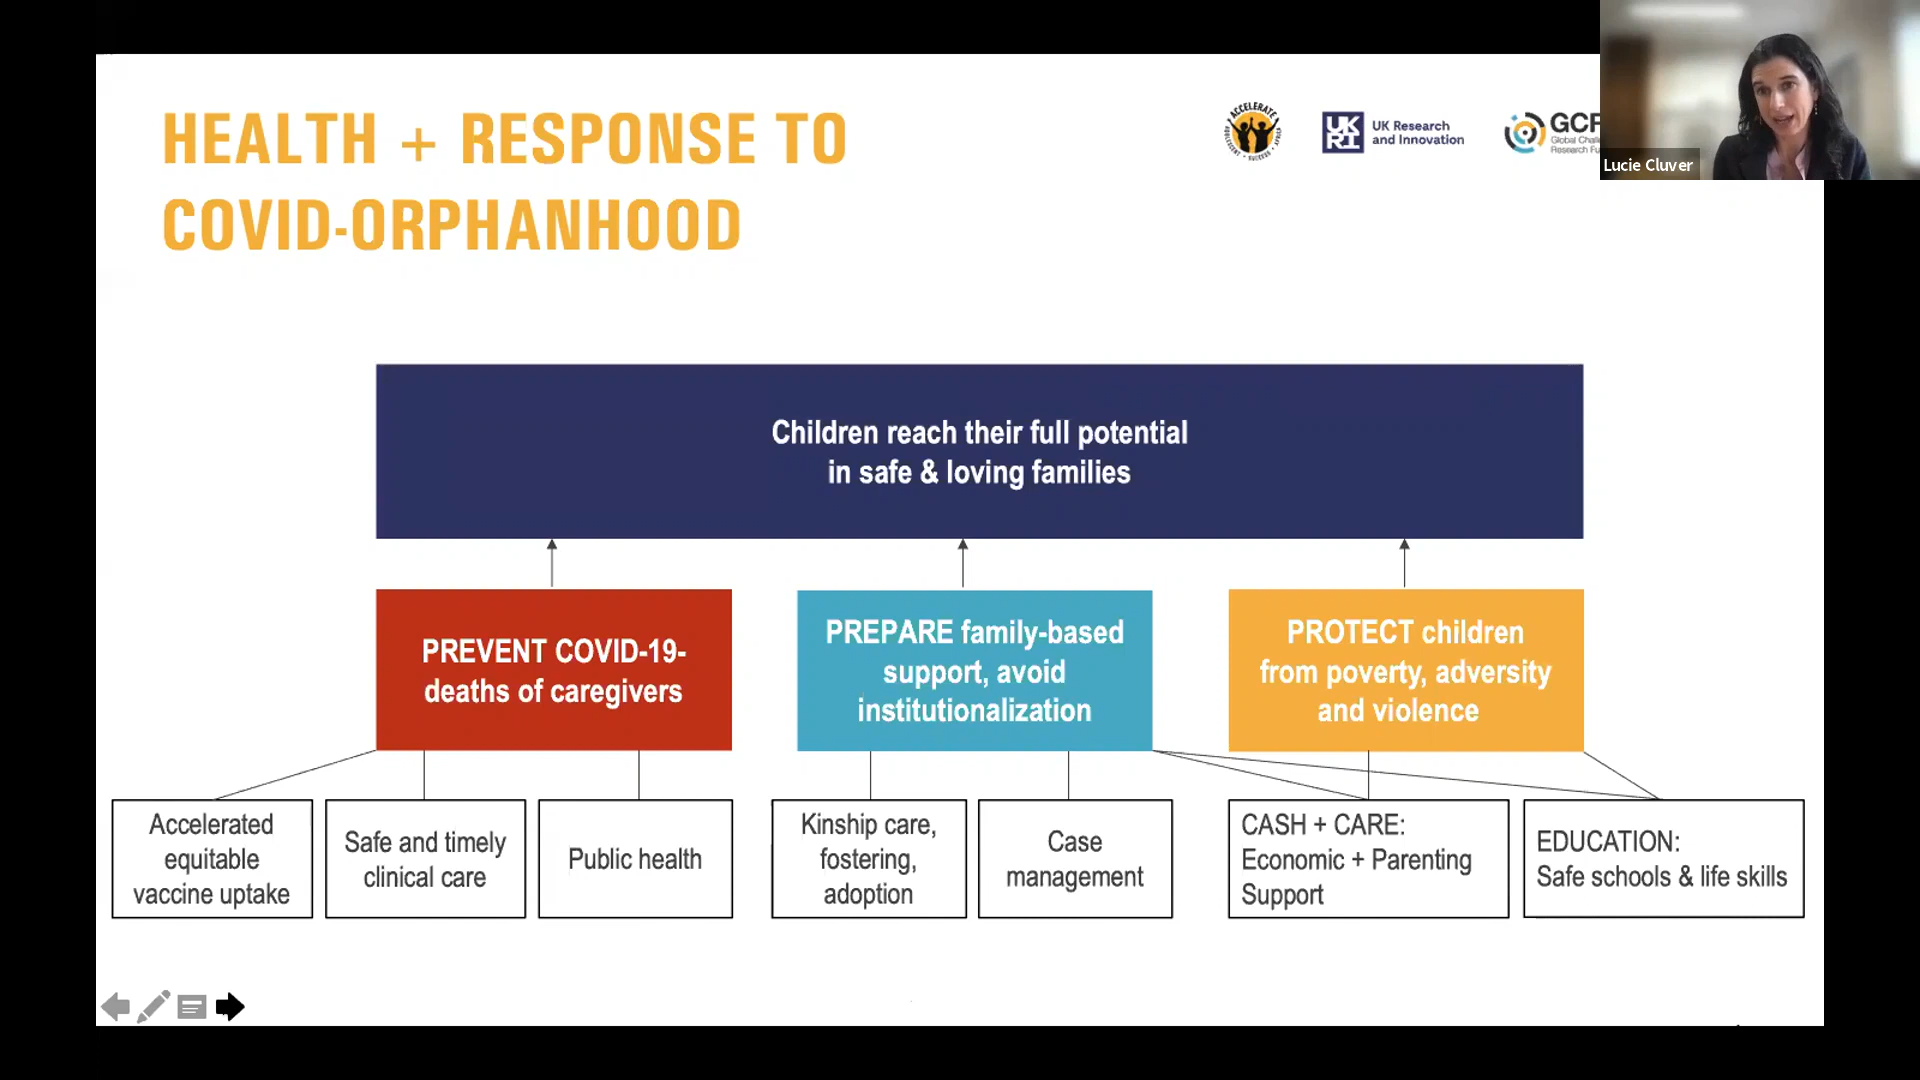 HEALTH + RESPONSE TO
COVID-ORPHANHOOD
ACCELERATE
UK
RI
UK Research
and Innovation
Lucie Cluver
Children reach their full potential
in safe & loving families
PREVENT COVID-19-
deaths of caregivers
PREPARE family-based
support, avoid
institutionalization
PROTECT children
from poverty, adversity
and violence
Accelerated
equitable
vaccine uptake
Safe and timely
clinical care
Public health
Kinship care,
fostering,
adoption
Case
management
CASH + CARE:
Economic + Parenting
Support
EDUCATION:
Safe schools & life skills